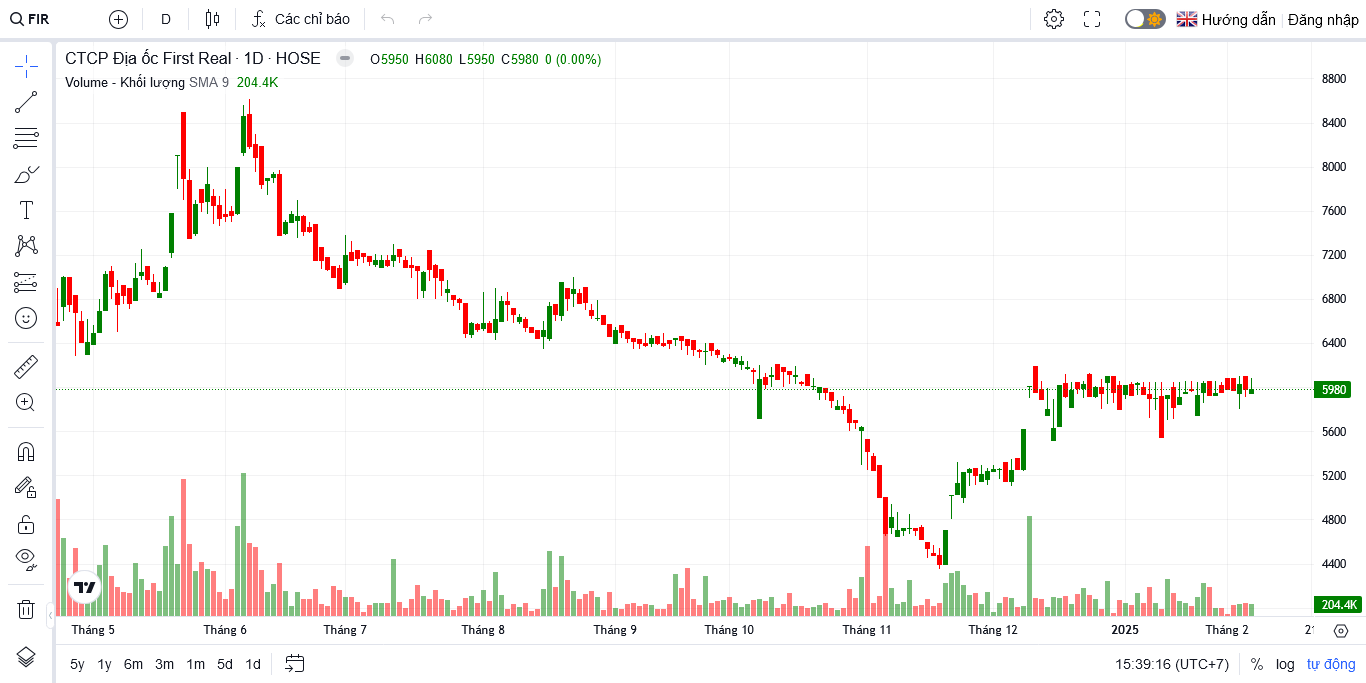 FIR D Các chỉ báo Hướng dẫn Đăng nhập
CTCP Địa ốc First Real · 1D · HOSE O5950 H6080 L5950 C5980 0 (0.00%)
Volume - Khối lượng SMA 9 204.4K
8800
8400
8000
7600
7200
6800
6400
5980
5600
5200
4800
4400
204.4K
Tháng 5 Tháng 6 Tháng 7 Tháng 8 Tháng 9 Tháng 10 Tháng 11 Tháng 12 2025 Tháng 2 21
5y 1y 6m 3m 1m 5d 1d 15:39:16 (UTC+7) % log tự động